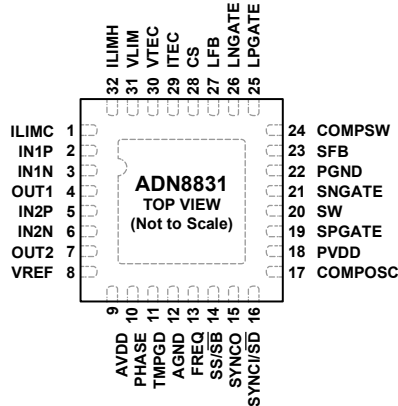 32 ILIMH
31 VLIM
30 VTEC
29 ITEC
28 CS
27 LFB
26 LNGATE
25 LPGATE
ILIMC 1
IN1P 2
IN1N 3
OUT1 4
IN2P 5
IN2N 6
OUT2 7
VREF 8
ADN8831
TOP VIEW
(Not to Scale)
24 COMPSW
23 SFB
22 PGND
21 SNGATE
20 SW
19 SPGATE
18 PVDD
17 COMPOSC
AVDD 9
PHASE 10
TMPGD 11
AGND 12
FREQ 13
SS/S̅B̅ 14
SYNCO 15
SYNCI/S̅D̅ 16